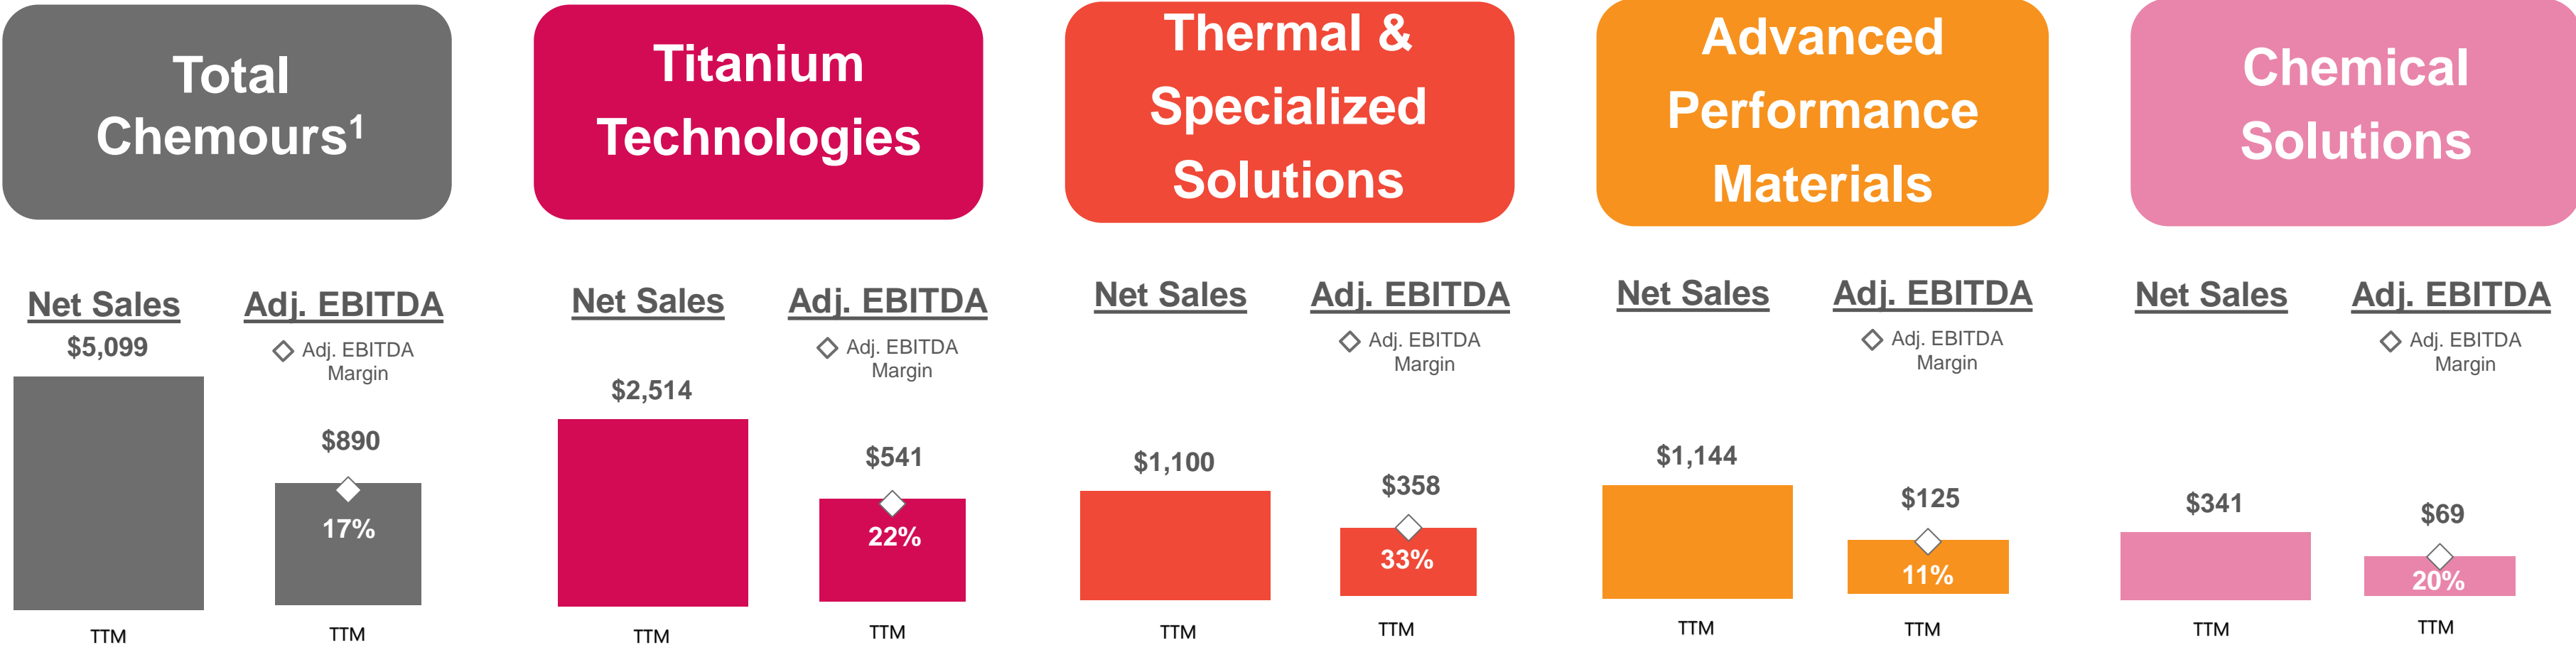 Total
Chemours1
Net Sales
Adj. EBITDA
$5,099
Adj. EBITDA
Margin
$890
17%
TTM
TTM
Titanium
Technologies
Net Sales
Adj. EBITDA
Adj. EBITDA
Margin
$2,514
$541
22%
TTM
TTM
Thermal &
Specialized
Solutions
Net Sales
Adj. EBITDA
Adj. EBITDA
Margin
$1,100
$358
33%
TTM
TTM
Advanced
Performance
Materials
Net Sales
Adj. EBITDA
Adj. EBITDA
Margin
$1,144
$125
11%
TTM
TTM
Chemical
Solutions
Net Sales
Adj. EBITDA
Adj. EBITDA
Margin
$341
$69
20%
TTM
TTM